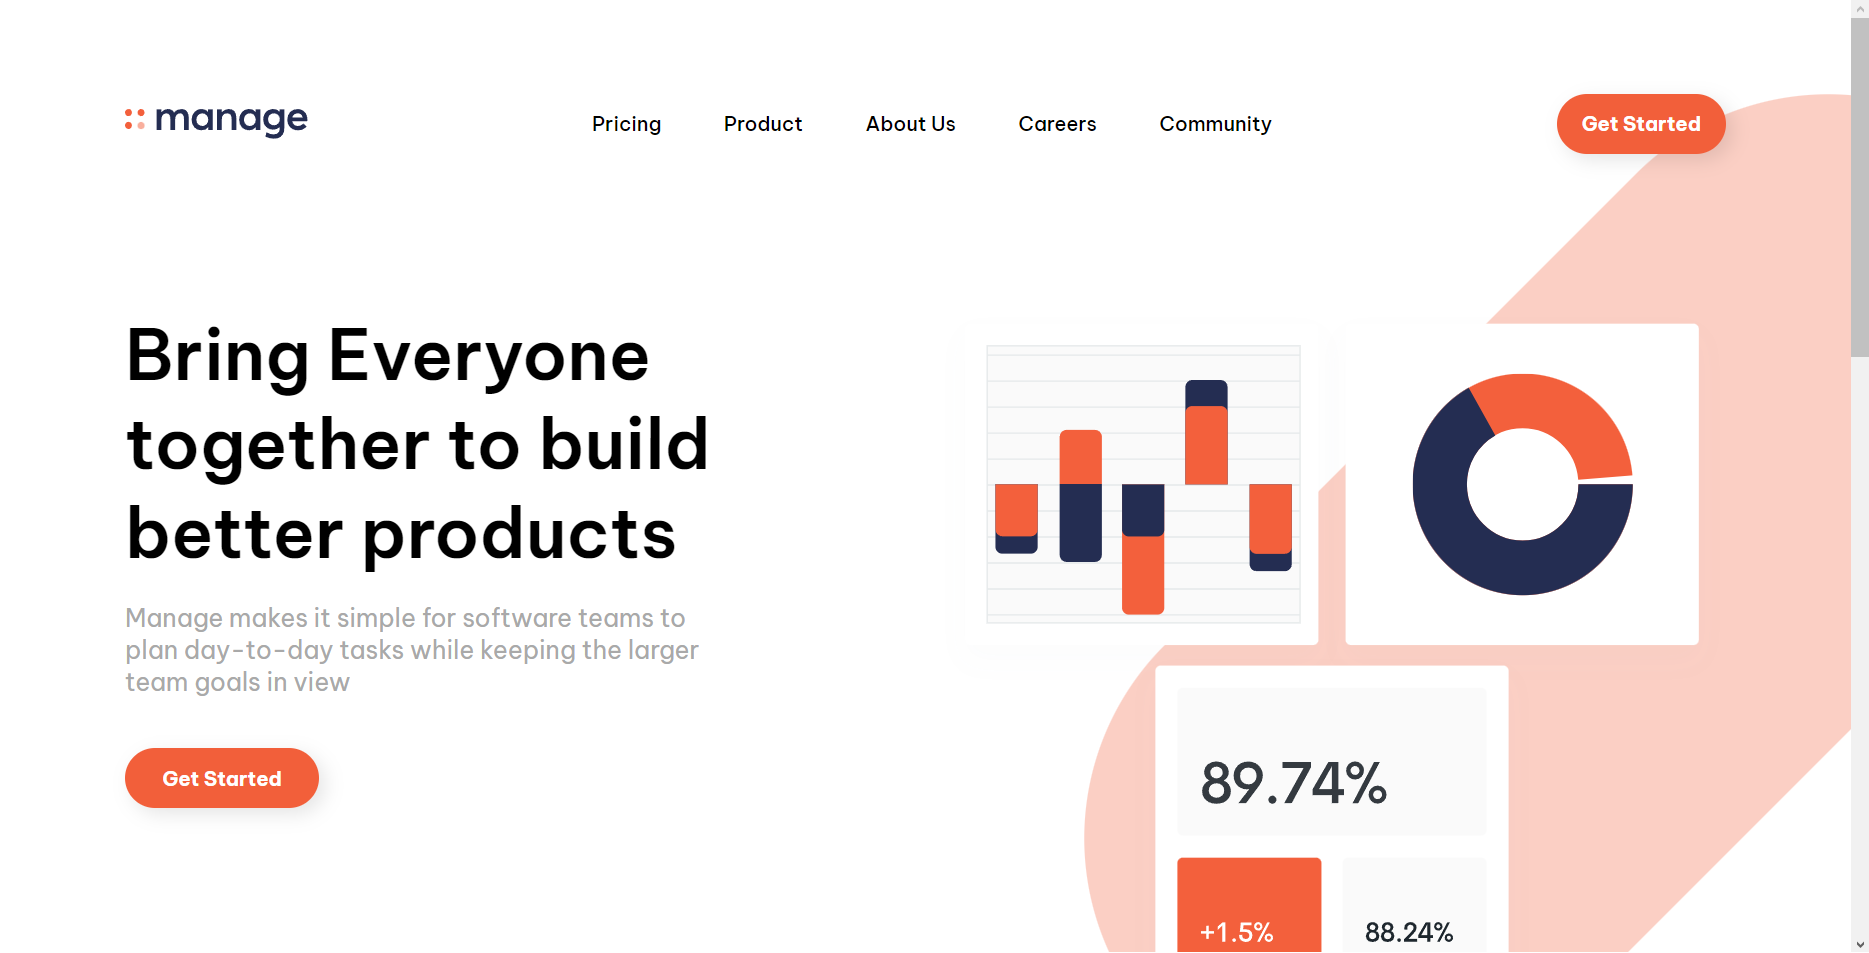 manage
Pricing
Product
About Us
Careers
Community
Get Started
Bring Everyone
together to build
better products
Manage makes it simple for software teams to
plan day-to-day tasks while keeping the larger
team goals in view
Get Started
89.74%
+1.5%
88.24%